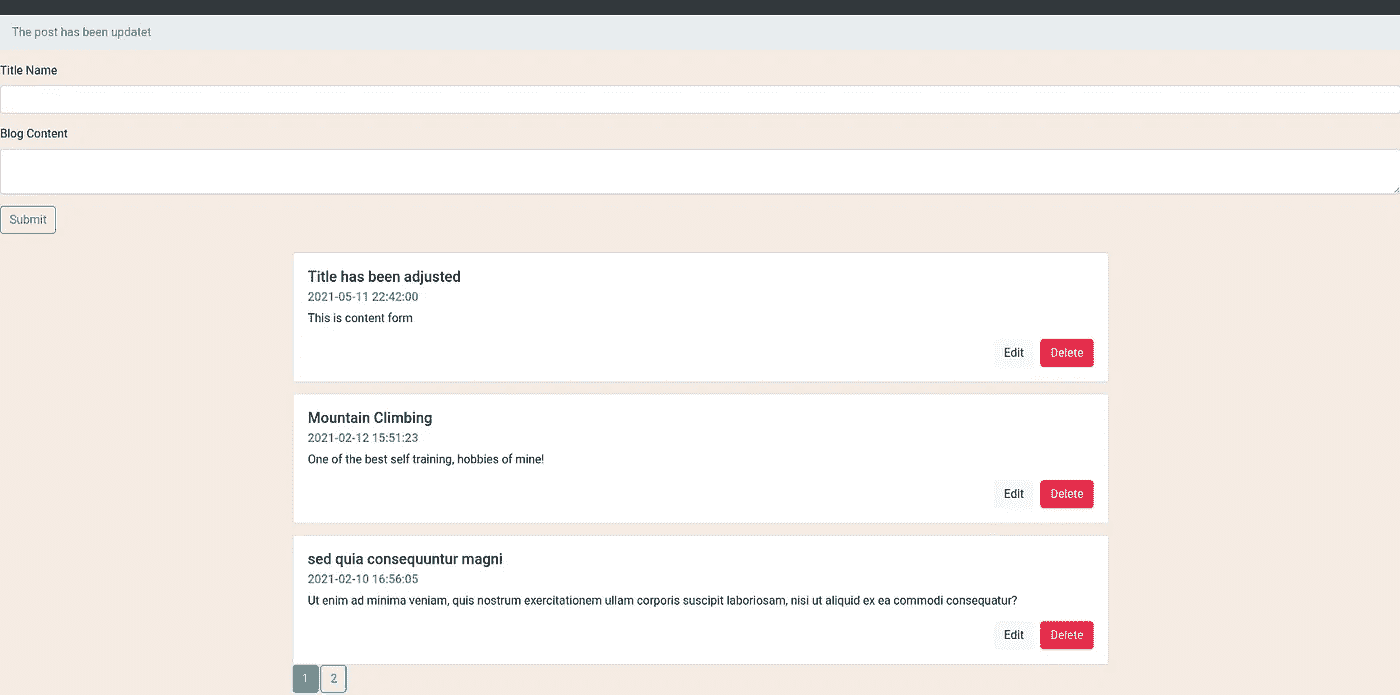 The post has been updatet
Title Name
Blog Content
Submit
Title has been adjusted
2021-05-11 22:42:00
This is content form
Edit Delete
Mountain Climbing
2021-02-12 15:51:23
One of the best self training, hobbies of mine!
Edit Delete
sed quia consequuntur magni
2021-02-10 16:56:05
Ut enim ad minima veniam, quis nostrum exercitationem ullam corporis suscipit laboriosam, nisi ut aliquid ex ea commodi consequatur?
Edit Delete
1 2